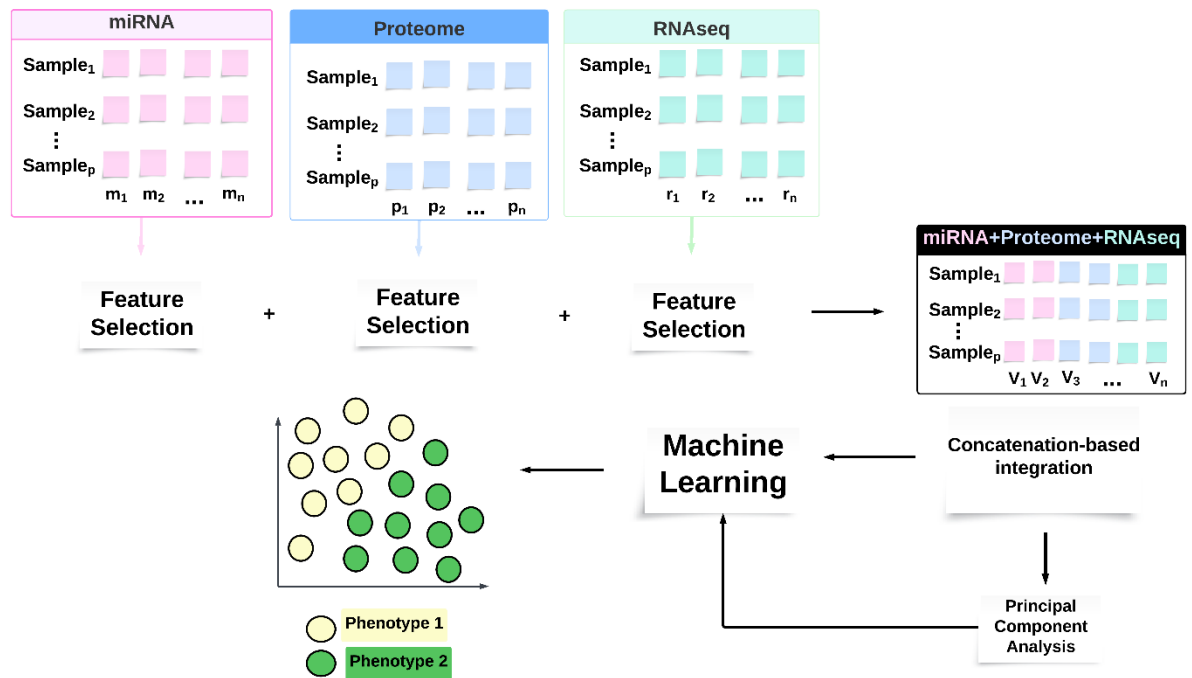 miRNA
Sample1
Sample2
⋮
Samplep
m1 m2 ... mn
Proteome
Sample1
Sample2
⋮
Samplep
p1 p2 ... pn
RNAseq
Sample1
Sample2
⋮
Samplep
r1 r2 ... rn
Feature
Selection
+
Feature
Selection
+
Feature
Selection
miRNA+Proteome+RNAseq
Sample1
Sample2
⋮
Samplep
V1 V2 V3 ... Vn
Concatenation-based
integration
Machine
Learning
Principal
Component
Analysis
Phenotype 1
Phenotype 2